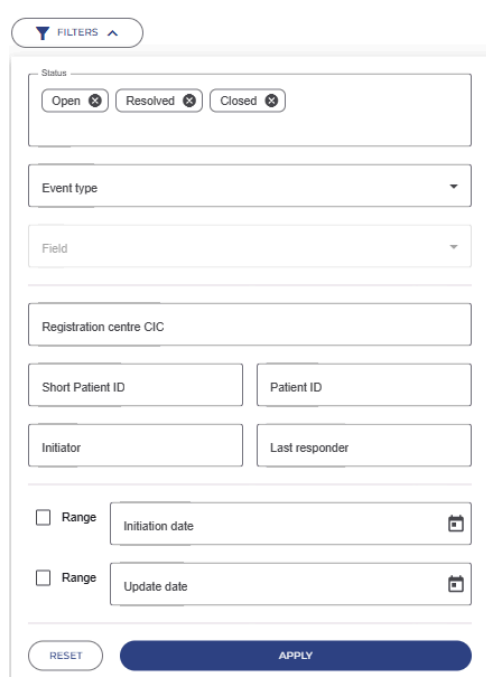 FILTERS
Status
Open Resolved Closed
Event type
Field
Registration centre CIC
Short Patient ID Patient ID
Initiator Last responder
Range Initiation date
Range Update date
RESET APPLY